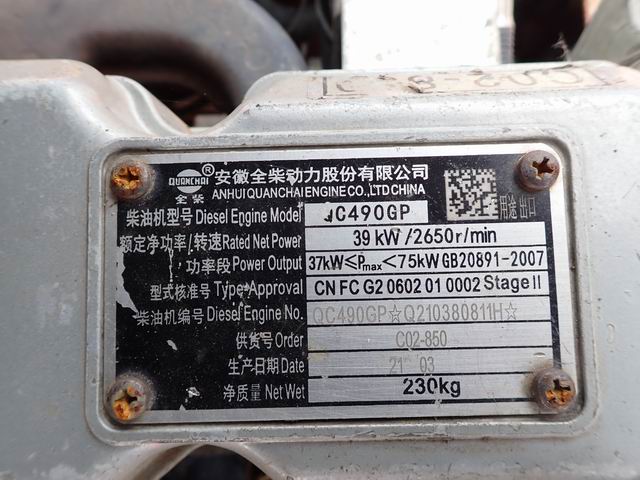 QUANCHAI ®
全柴
安徽全柴动力股份有限公司
ANHUI QUANCHAI ENGINE CO., LTD CHINA
柴油机型号 Diesel Engine Model QC490GP
用途 出口
额定净功率/转速 Rated Net Power 39 kW/2650r/min
功率段 Power Output 37kW≤Pmax<75kW GB20891-2007
型式核准号 Type Approval CN FC G2 0602 01 0002 Stage II
柴油机编号 Diesel Engine No. QC490GP☆Q210380811H☆
供货号 Order C02-850
生产日期 Date 21 03
净质量 Net Wet 230kg